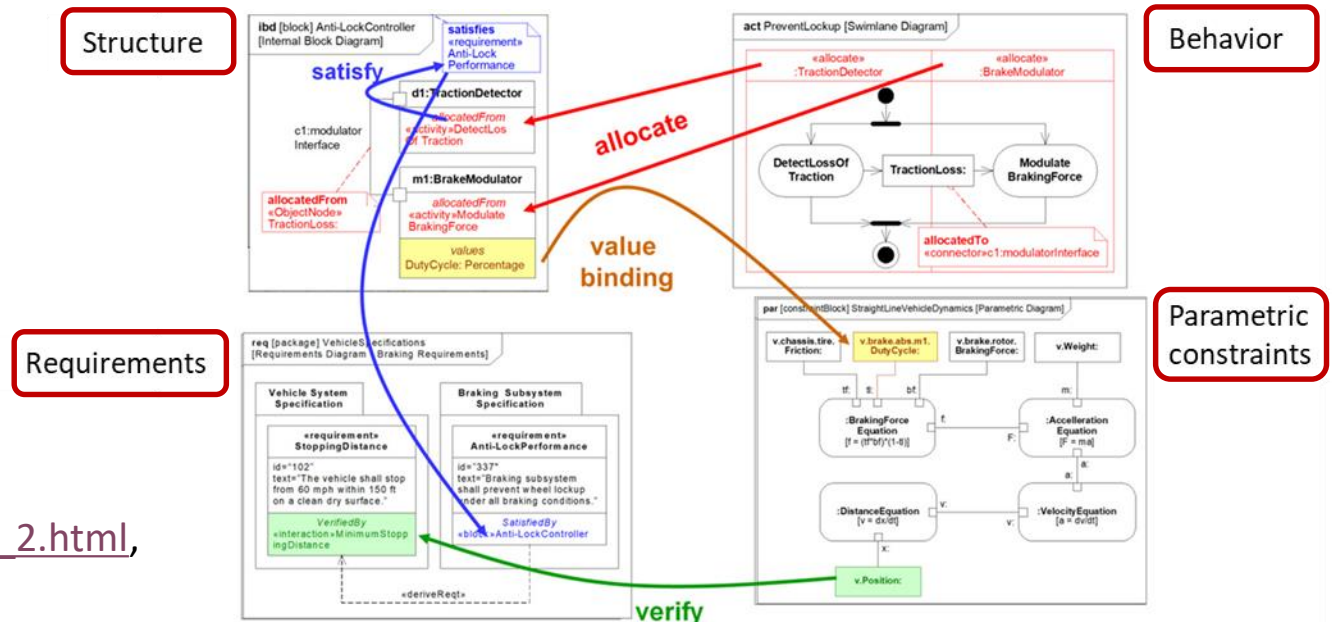 Structure
ibd [block] Anti-LockController
[Internal Block Diagram]
satisfies
«requirement»
Anti-Lock
Performance
satisfy
d1:TractionDetector
allocatedFrom
«activity»DetectLos
Of Traction
c1:modulator
Interface
m1:BrakeModulator
allocatedFrom
«activity»Modulate
BrakingForce
values
DutyCycle: Percentage
allocatedFrom
«ObjectNode»
TractionLoss:
allocate
value
binding
act PreventLockup [Swimlane Diagram]
Behavior
«allocate»
:TractionDetector
«allocate»
:BrakeModulator
DetectLossOf
Traction
TractionLoss:
Modulate
BrakingForce
allocatedTo
«connector»c1:modulatorInterface
Requirements
req [package] VehicleSpecifications
[Requirements Diagram - Braking Requirements]
Vehicle System
Specification
Braking Subsystem
Specification
«requirement»
StoppingDistance
id="102"
text="The vehicle shall stop
from 60 mph within 150 ft
on a clean dry surface."
VerifiedBy
«interaction»MinimumStopp
ingDistance
«requirement»
Anti-LockPerformance
id="337"
text="Braking subsystem
shall prevent wheel lockup
under all braking conditions."
SatisfiedBy
«block»Anti-LockController
«deriveReqt»
verify
par [constraintBlock] StraightLineVehicleDynamics [Parametric Diagram]
Parametric
constraints
v.chassis.tire.
Friction:
v.brake.abs.m1.
DutyCycle:
v.brake.rotor.
BrakingForce:
v.Weight:
tf:
tl:
bf:
m:
:BrakingForce
Equation
[f = (tf*bf)*(1-tl)]
f:
F:
:Accelleration
Equation
[F = ma]
a:
a:
:DistanceEquation
[v = dx/dt]
v:
v:
:VelocityEquation
[a = dv/dt]
x:
v.Position:
_2.html,